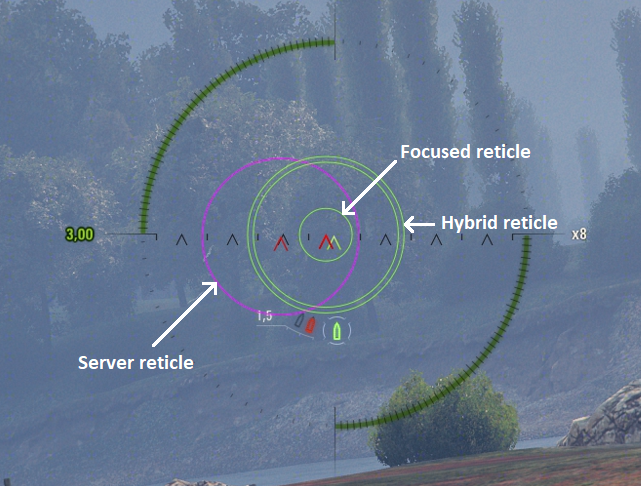 Focused reticle
Hybrid reticle
3,00
x8
1,5
Server reticle